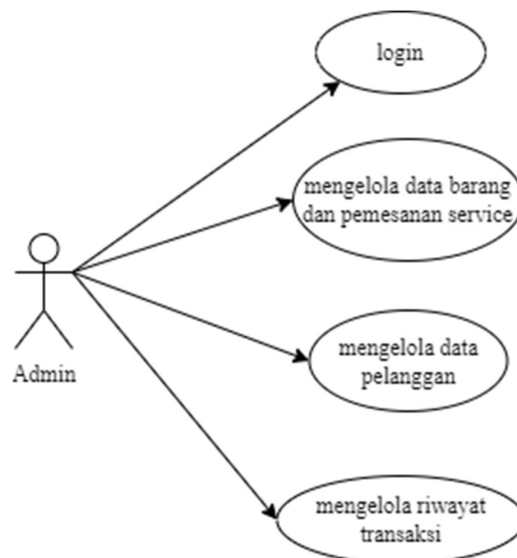 login
mengelola data barang
dan pemesanan service
Admin
mengelola data
pelanggan
mengelola riwayat
transaksi